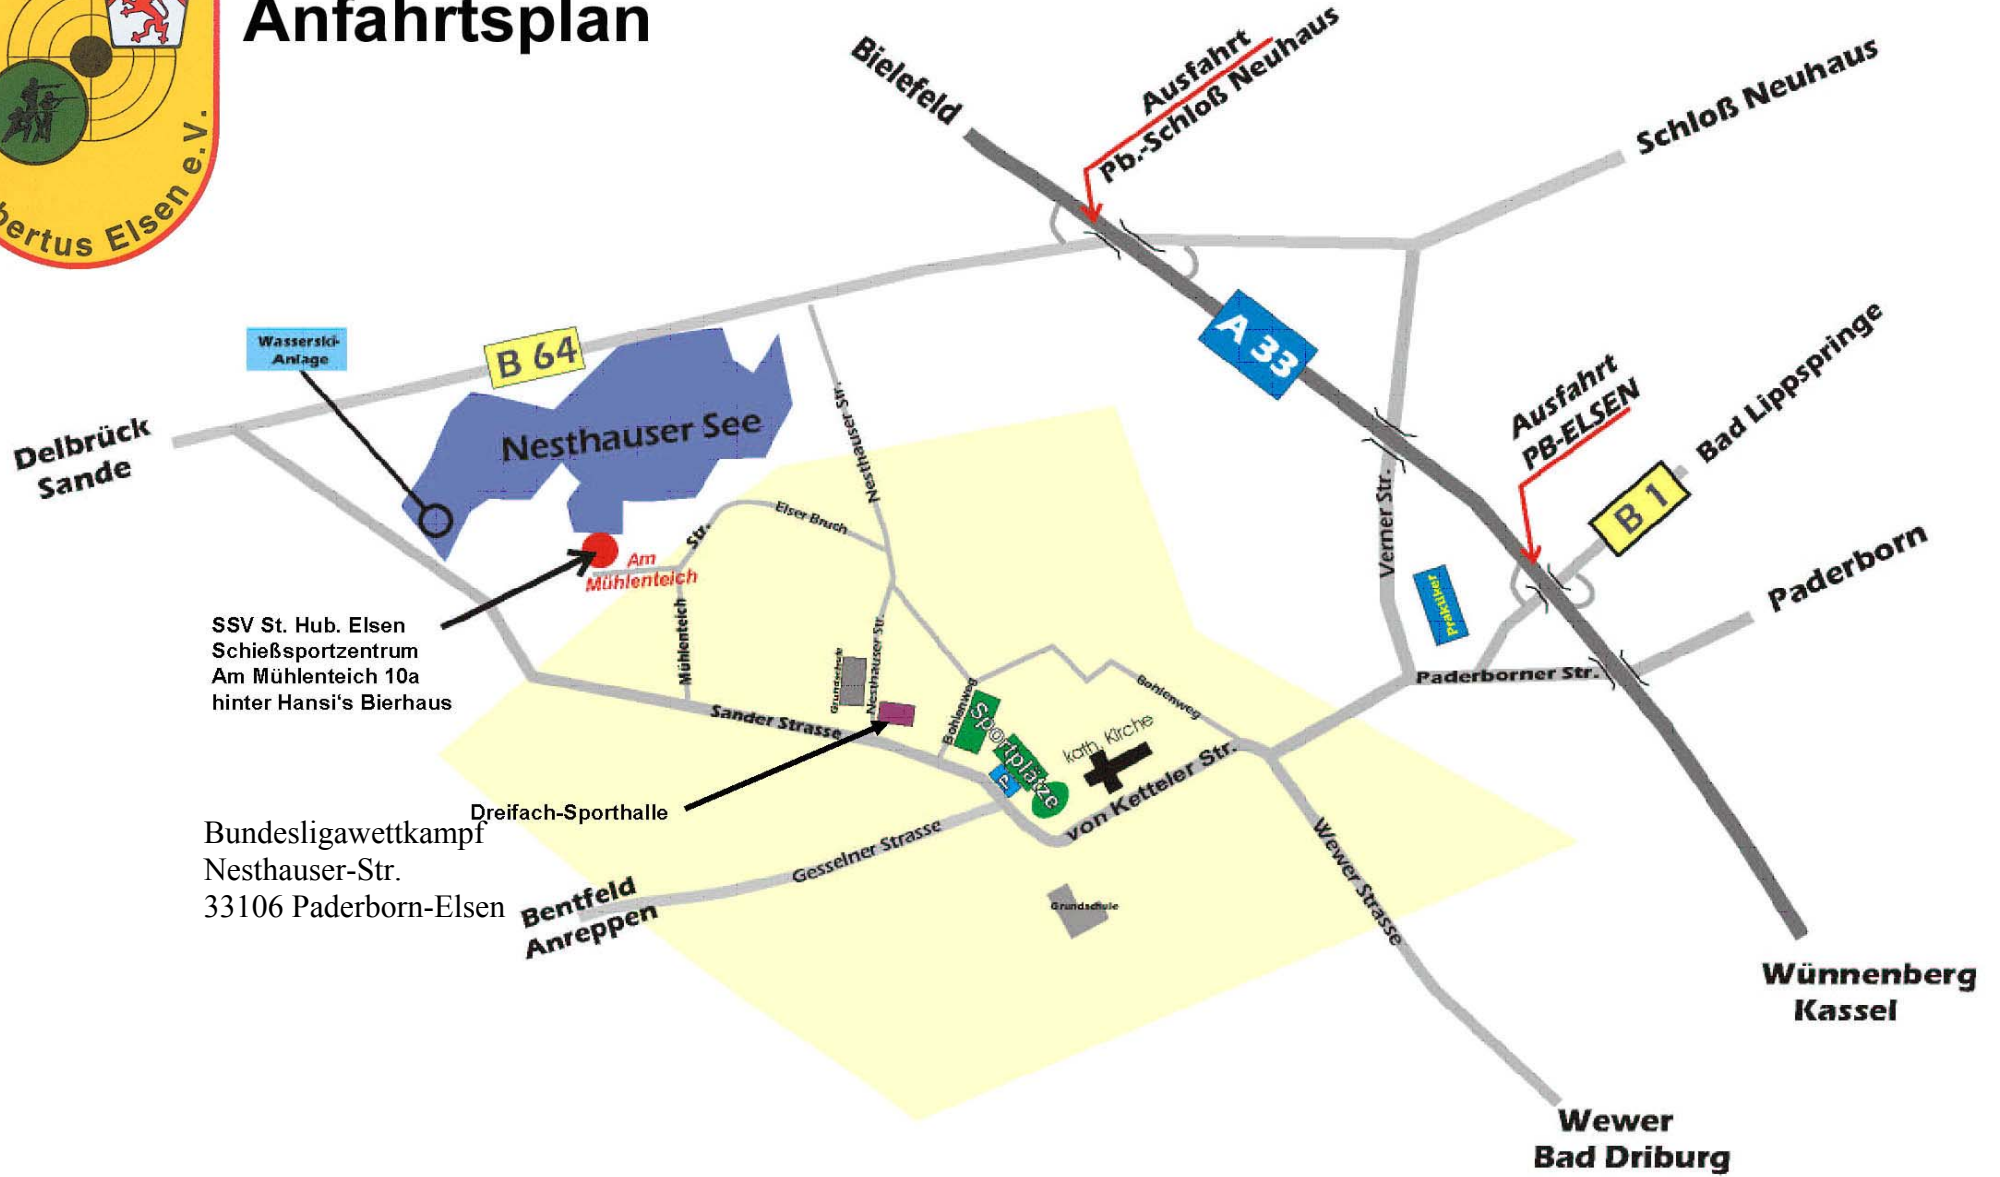 Anfahrtsplan
bertus Elsen e.V.
Bielefeld
Ausfahrt
Pb.-Schloß Neuhaus
Schloß Neuhaus
A 33
Wasserski-
Anlage
B 64
Nesthauser See
Delbrück
Sande
Nesthauser Str.
Elser Bruch
Str.
Am
Mühlenteich
Mühlenteich
Verner Str.
Ausfahrt
PB-ELSEN
Bad Lippspringe
B 1
Paderborn
Praktiker
Paderborner Str.
SSV St. Hub. Elsen
Schießsportzentrum
Am Mühlenteich 10a
hinter Hansi's Bierhaus
Grundschule
Nesthauser Str.
Sander Strasse
Bohlenweg
Sportplätze
kath. Kirche
Bohlenweg
von Ketteler Str.
Dreifach-Sporthalle
Bundesligawettkampf
Nesthauser-Str.
33106 Paderborn-Elsen
Gesselner Strasse
Bentfeld
Anreppen
Grundschule
Wewer Strasse
Wünnenberg
Kassel
Wewer
Bad Driburg